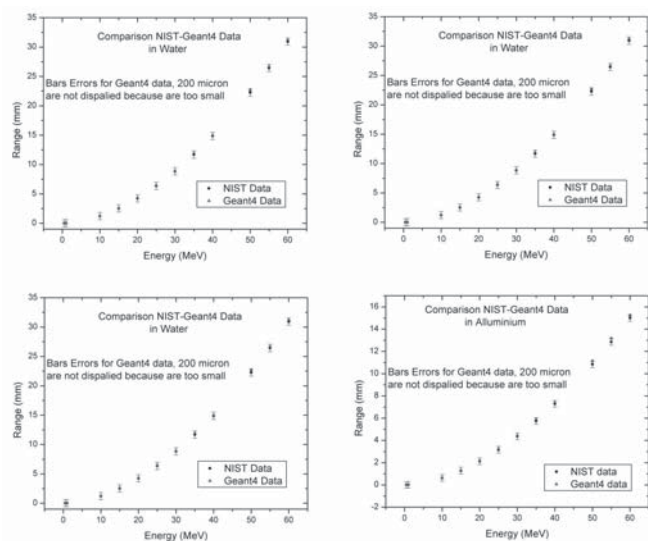 Comparison NIST-Geant4 Data
in Water
Bars Errors for Geant4 data, 200 micron
are not dispalied because are too small
Range (mm)
35
30
25
20
15
10
5
0
NIST Data
Geant4 Data
0 10 20 30 40 50 60
Energy (MeV)
Comparison NIST-Geant4 Data
in Water
Bars Errors for Geant4 data, 200 micron
are not dispalied because are too small
Range (mm)
35
30
25
20
15
10
5
0
NIST Data
Geant4 Data
0 10 20 30 40 50 60
Energy (MeV)
Comparison NIST-Geant4 Data
in Water
Bars Errors for Geant4 data, 200 micron
are not dispalied because are too small
Range (mm)
35
30
25
20
15
10
5
0
NIST Data
Geant4 Data
0 10 20 30 40 50 60
Energy (MeV)
Comparison NIST-Geant4 Data
in Alluminium
Bars Errors for Geant4 data, 200 micron
are not dispalied because are too small
Range (mm)
16
14
12
10
8
6
4
2
0
-2
NIST data
Geant4 data
0 10 20 30 40 50 60
Energy (MeV)